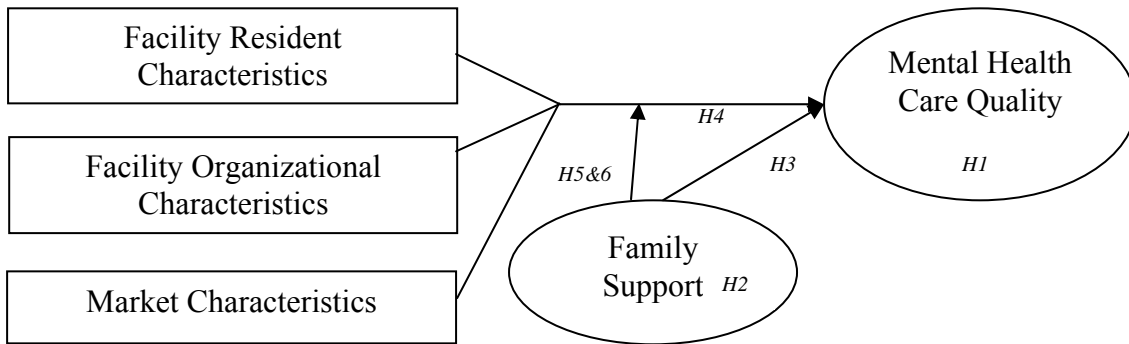 Facility Resident
Characteristics
Facility Organizational
Characteristics
Market Characteristics
Mental Health
Care Quality
H1
H4
H3
H5&6
Family
Support
H2